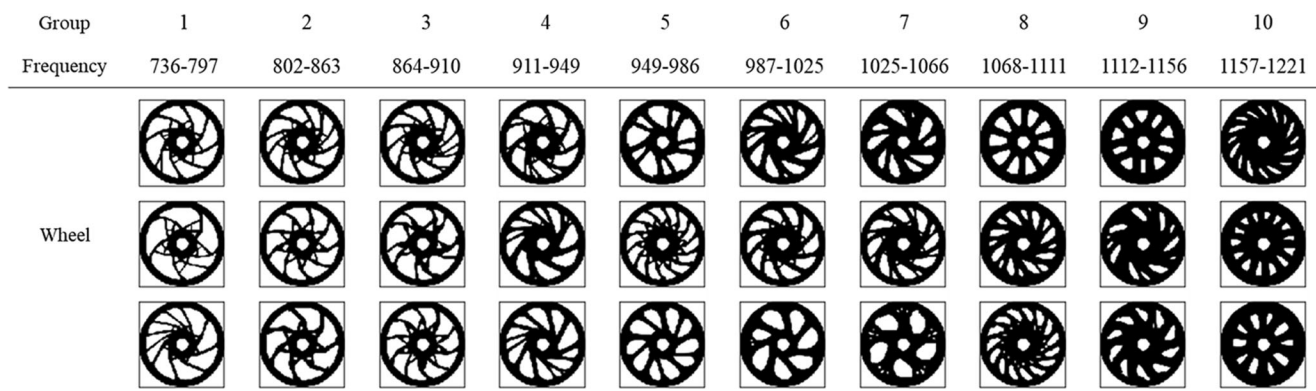 Group 1 2 3 4 5 6 7 8 9 10
Frequency 736-797 802-863 864-910 911-949 949-986 987-1025 1025-1066 1068-1111 1112-1156 1157-1221
Wheel